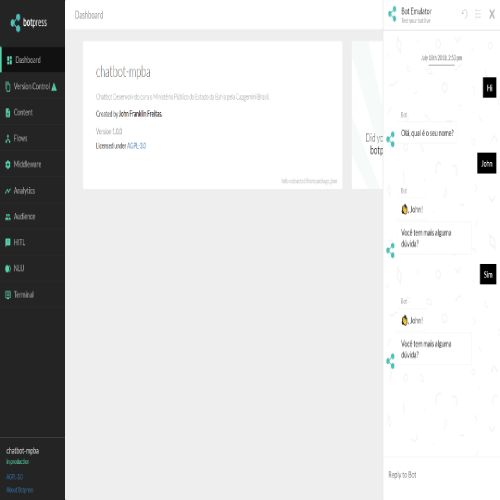 botpress
Dashboard
Version Control
Content
Flows
Middleware
Analytics
Audience
HITL
NLU
Terminal
chatbot-mpba
In production
AGPL-3.0
About Botpress
Dashboard
chatbot-mpba
Chatbot Desenvolvido com o Ministério Público do Estado da Bahia pela Capgemini Brasil.
Created by John Franklin Freitas.
Version 1.0.0
Licensed under AGPL-3.0
Did yo
botp
Bot Emulator
Test your bot live
July 18th 2018, 2:53 pm
Hi
Bot
Olá, qual é o seu nome?
John
Bot
John!
Você tem mais alguma
dúvida?
Sim
Bot
John!
Você tem mais alguma
dúvida?
Reply to Bot